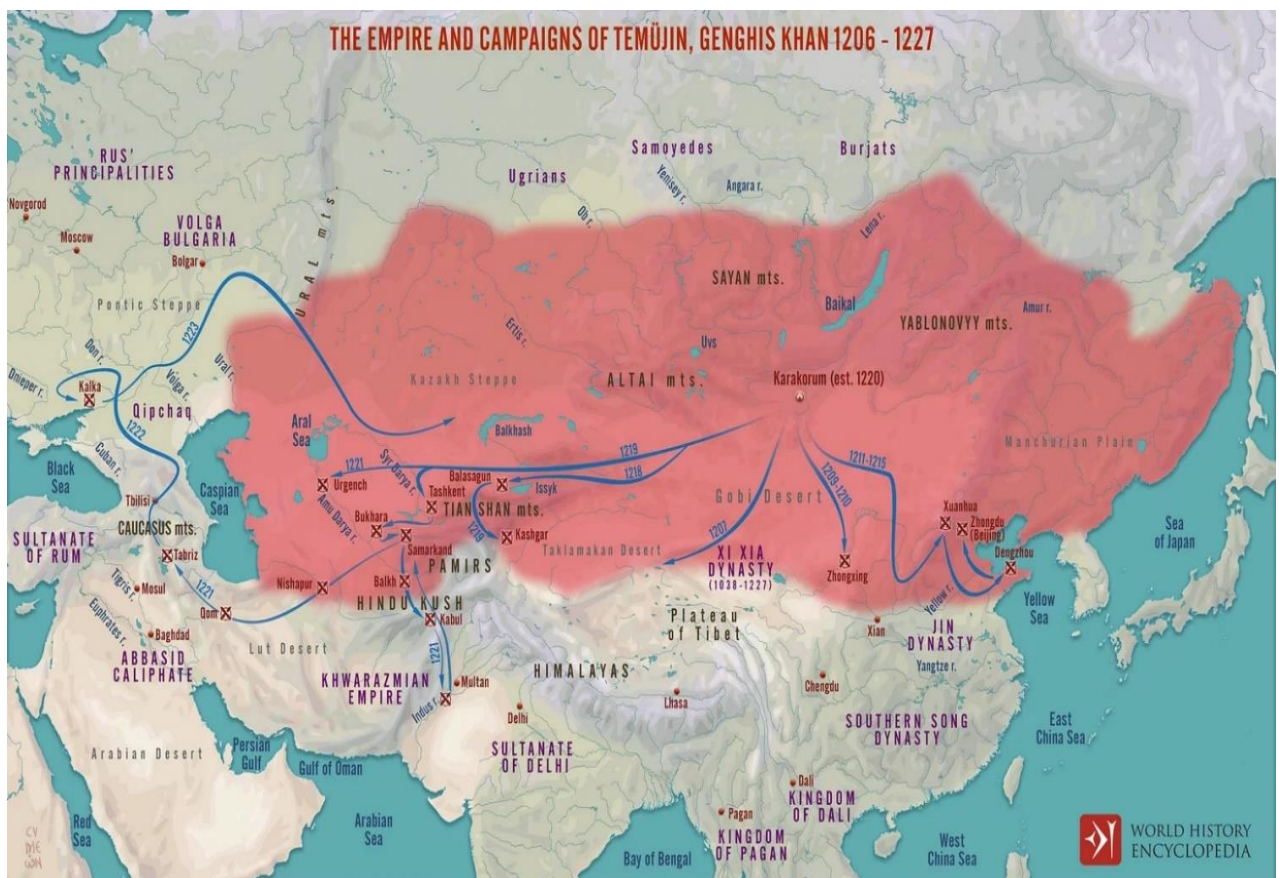 THE EMPIRE AND CAMPAIGNS OF TEMÜJIN, GENGHIS KHAN 1206 - 1227
Samoyedes
Burjats
RUS'
PRINCIPALITIES
Ugrians
Yenisey r.
Angara r.
Novgorod
Ob r.
Lena r.
VOLGA
BULGARIA
Moscow
Bolgar
URAL mts.
SAYAN mts.
Baikal
Pontic Steppe
YABLONOVYY mts.
Amur r.
1223
Ertis r.
Uvs
Don r.
Dnieper r.
Volga r.
Ural r.
Kalka
Kazakh Steppe
ALTAI mts.
Karakorum (est. 1220)
Qipchaq
Aral
Sea
Balkhash
Manchurian Plain
1222
Cuban r.
Syr Darya r.
1219
1211-1215
Black
Sea
1221
Balasagun
1218
1209-1210
Urgench
Tashkent
Issyk
Gobi Desert
Tbilisi
Caspian
Sea
Amu Darya r.
Bukhara
TIAN SHAN mts.
Xuanhua
Zhongdu
(Beijing)
CAUCASUS mts.
1219
1207
Sea
of Japan
SULTANATE
OF RUM
Kashgar
Samarkand
Taklamakan Desert
Dengzhou
Tabriz
XI XIA
DYNASTY
(1038-1227)
PAMIRS
Zhongxing
Tigris r.
Mosul
1221
Nishapur
Balkh
Yellow r.
Yellow
Sea
Euphrates r.
Qom
HINDU KUSH
Kabul
Plateau
of Tibet
Xian
JIN
DYNASTY
Baghdad
Lut Desert
1221
ABBASID
CALIPHATE
HIMALAYAS
Yangtze r.
KHWARAZMIAN
EMPIRE
Multan
Indus r.
Chengdu
Lhasa
Delhi
SOUTHERN SONG
DYNASTY
East
China Sea
Arabian Desert
Persian
Gulf
Gulf of Oman
SULTANATE
OF DELHI
Dali
KINGDOM
OF DALI
Pagan
KINGDOM
OF PAGAN
Red
Sea
Arabian
Sea
Bay of Bengal
West
China Sea
WORLD HISTORY
ENCYCLOPEDIA